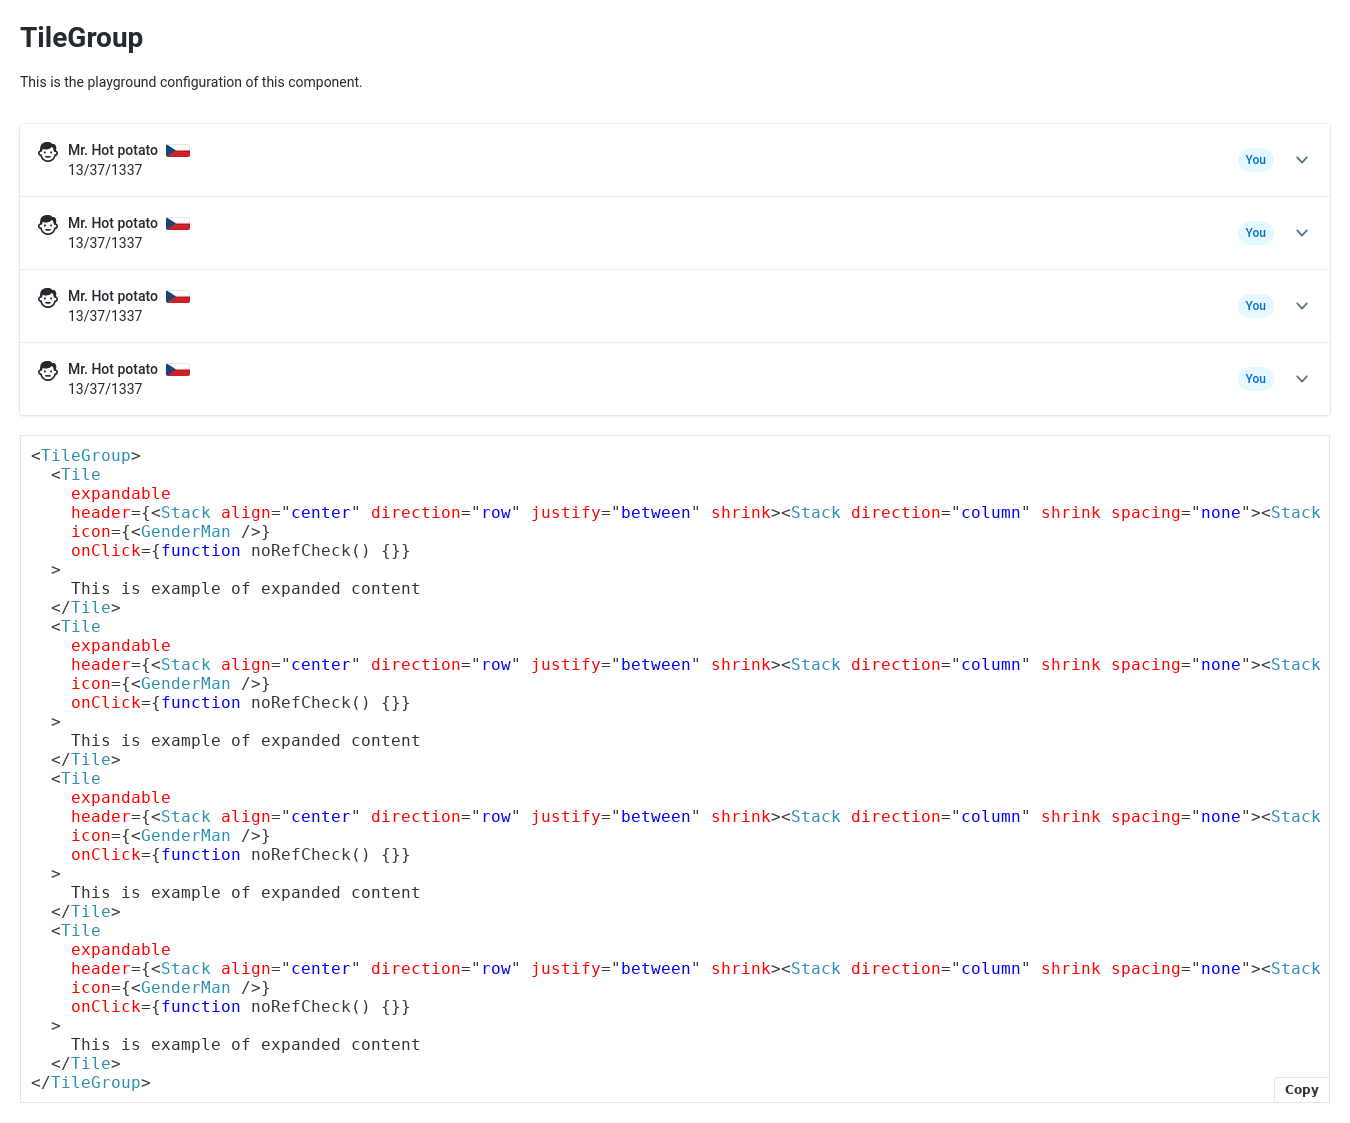 TileGroup
This is the playground configuration of this component.
Mr. Hot potato
13/37/1337
You
Mr. Hot potato
13/37/1337
You
Mr. Hot potato
13/37/1337
You
Mr. Hot potato
13/37/1337
You
<TileGroup>
  <Tile
    expandable
    header={<Stack align="center" direction="row" justify="between" shrink><Stack direction="column" shrink spacing="none"><Stack
    icon={<GenderMan />}
    onClick={function noRefCheck() {}}
  >
    This is example of expanded content
  </Tile>
  <Tile
    expandable
    header={<Stack align="center" direction="row" justify="between" shrink><Stack direction="column" shrink spacing="none"><Stack
    icon={<GenderMan />}
    onClick={function noRefCheck() {}}
  >
    This is example of expanded content
  </Tile>
  <Tile
    expandable
    header={<Stack align="center" direction="row" justify="between" shrink><Stack direction="column" shrink spacing="none"><Stack
    icon={<GenderMan />}
    onClick={function noRefCheck() {}}
  >
    This is example of expanded content
  </Tile>
  <Tile
    expandable
    header={<Stack align="center" direction="row" justify="between" shrink><Stack direction="column" shrink spacing="none"><Stack
    icon={<GenderMan />}
    onClick={function noRefCheck() {}}
  >
    This is example of expanded content
  </Tile>
</TileGroup>
Copy